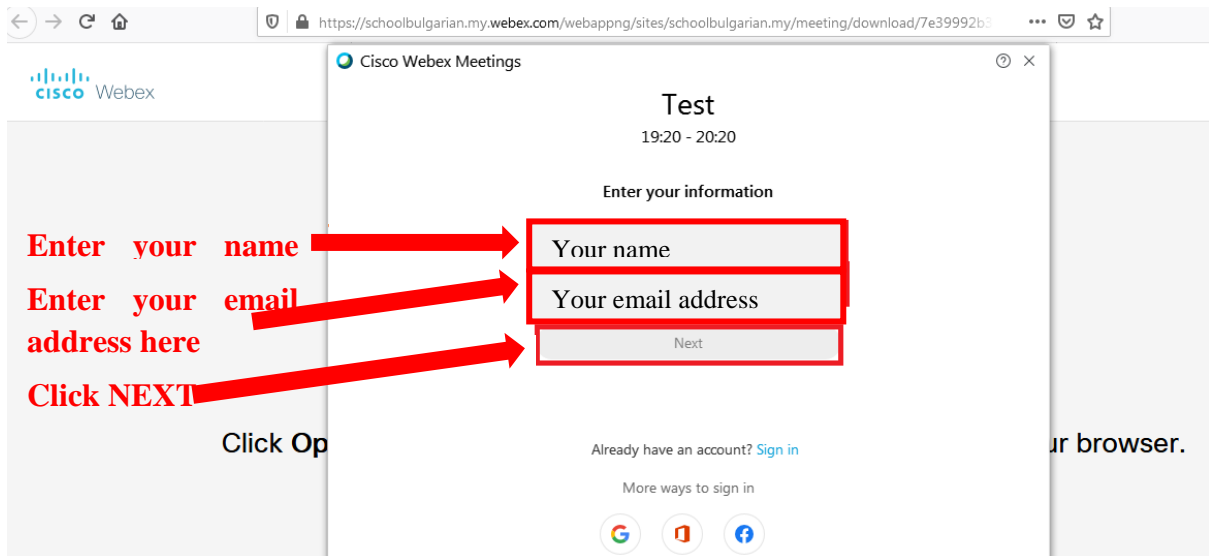 https://schoolbulgarian.my.webex.com/webappng/sites/schoolbulgarian.my/meeting/download/7e39992b3
Cisco Webex Meetings
cisco Webex
Test
19:20 - 20:20
Enter your information
Enter your name
Your name
Enter your email
address here
Your email address
Click NEXT
Next
Click Op
ur browser.
Already have an account? Sign in
More ways to sign in